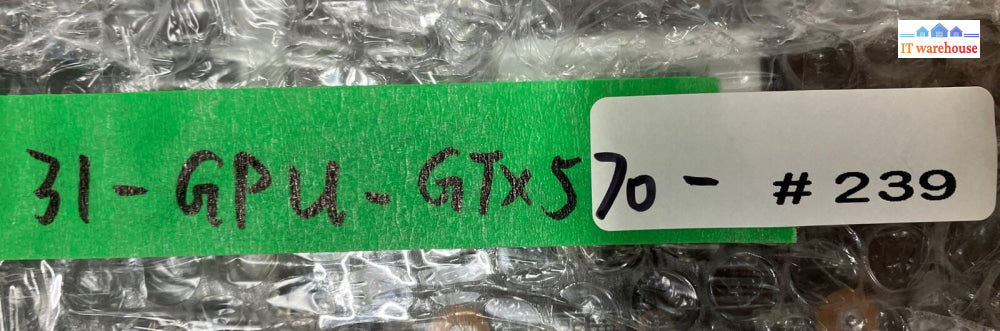 IT warehouse
31-GPU-GTX570- #239